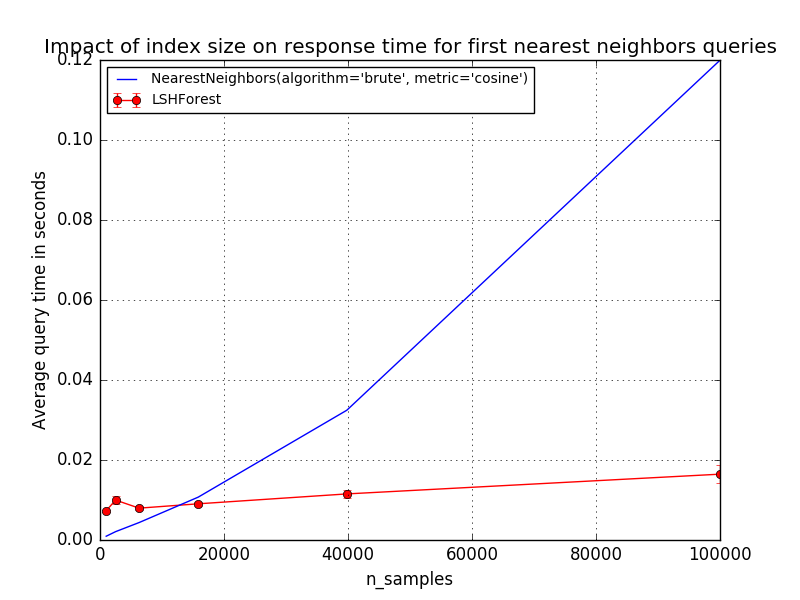 Impact of index size on response time for first nearest neighbors queries
NearestNeighbors(algorithm='brute', metric='cosine')
LSHForest
Average query time in seconds
0.12
0.10
0.08
0.06
0.04
0.02
0.00
0 20000 40000 60000 80000 100000
n_samples